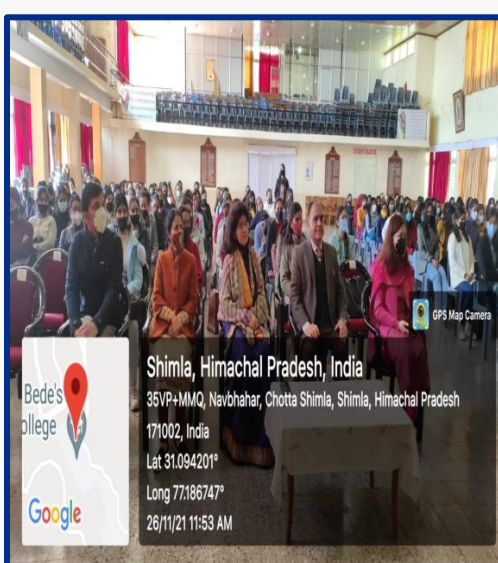 GPS Map Camera
Bede's
ollege
Google
Shimla, Himachal Pradesh, India
35VP+MMQ, Navbhahar, Chotta Shimla, Shimla, Himachal Pradesh
171002, India
Lat 31.094201°
Long 77.186747°
26/11/21 11:53 AM